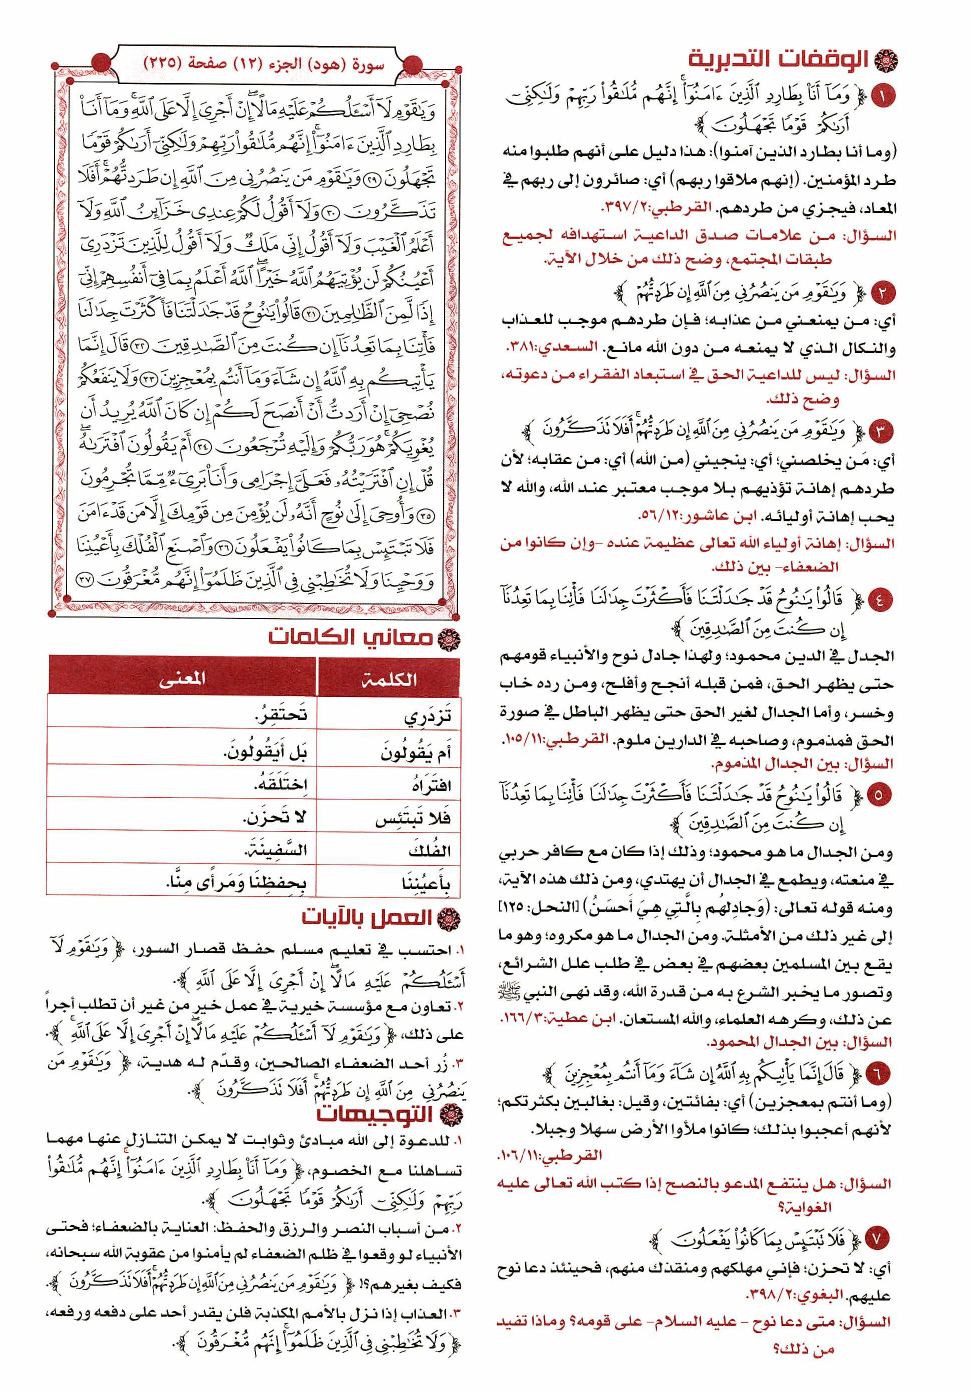 الوقفات التدبرية
١ ﴿ وَمَآ أَنَا۠ بِطَارِدِ ٱلَّذِينَ ءَامَنُوٓا۟ إِنَّهُم مُّلَٰقُوا۟ رَبِّهِمْ وَلَٰكِنِّىٓ
أَرَىٰكُمْ قَوْمًا تَجْهَلُونَ ﴾
(وما أنا بطارد الذين آمنوا): هذا دليل على أنهم طلبوا منه
طرد المؤمنين. (إنهم ملاقوا ربهم) أي: صائرون إلى ربهم في
المعاد، فيجزي من طردهم. القرطبي:٣٩٧/٢.
السؤال: من علامات صدق الداعية استهدافه لجميع
طبقات المجتمع، وضح ذلك من خلال الآية.
٢ ﴿ وَيَٰقَوْمِ مَن يَنصُرُنِى مِنَ ٱللَّهِ إِن طَرَدتُّهُمْ ﴾
أي: من يمنعني من عذابه؛ فإن طردهم موجب للعذاب
والنكال الذي لا يمنعه من دون الله مانع. السعدي:٣٨١.
السؤال: ليس للداعية الحق في استبعاد الفقراء من دعوته،
وضح ذلك.
٣ ﴿ وَيَٰقَوْمِ مَن يَنصُرُنِى مِنَ ٱللَّهِ إِن طَرَدتُّهُمْ أَفَلَا تَذَكَّرُونَ ﴾
أي: مَن يخلصني؛ أي: ينجيني (من الله) أي: من عقابه؛ لأن
طردهم إهانة تؤذيهم بلا موجب معتبر عند الله، والله لا
يحب إهانة أوليائه. ابن عاشور:٥٦/١٢.
السؤال: إهانة أولياء الله تعالى عظيمة عنده -وإن كانوا من
الضعفاء- بين ذلك.
٤ ﴿ قَالُوا۟ يَٰنُوحُ قَدْ جَٰدَلْتَنَا فَأَكْثَرْتَ جِدَٰلَنَا فَأْتِنَا بِمَا تَعِدُنَآ
إِن كُنتَ مِنَ ٱلصَّٰدِقِينَ ﴾
الجدل في الدين محمود؛ ولهذا جادل نوح والأنبياء قومهم
حتى يظهر الحق، فمن قبله أنجح وأفلح، ومن رده خاب
وخسر، وأما الجدال لغير الحق حتى يظهر الباطل في صورة
الحق فمذموم، وصاحبه في الدارين ملوم. القرطبي:١٠٥/١١.
السؤال: بين الجدال المذموم.
٥ ﴿ قَالُوا۟ يَٰنُوحُ قَدْ جَٰدَلْتَنَا فَأَكْثَرْتَ جِدَٰلَنَا فَأْتِنَا بِمَا تَعِدُنَآ
إِن كُنتَ مِنَ ٱلصَّٰدِقِينَ ﴾
ومن الجدال ما هو محمود؛ وذلك إذا كان مع كافر حربي
في منعته، ويطمع في الجدال أن يهتدي، ومن ذلك هذه الآية،
ومنه قوله تعالى: (وَجادِلهُم بِالَّتي هِيَ أَحسَنُ) [النحل: ١٢٥]
إلى غير ذلك من الأمثلة. ومن الجدال ما هو مكروه؛ وهو ما
يقع بين المسلمين بعضهم في بعض في طلب علل الشرائع،
وتصور ما يخبر الشرع به من قدرة الله، وقد نهى النبي ﷺ
عن ذلك، وكرهه العلماء، والله المستعان. ابن عطية:١٦٦/٣.
السؤال: بين الجدال المحمود.
٦ ﴿ قَالَ إِنَّمَا يَأْتِيكُم بِهِ ٱللَّهُ إِن شَآءَ وَمَآ أَنتُم بِمُعْجِزِينَ ﴾
(وما أنتم بمعجزين) أي: بفائتين، وقيل: بغالبين بكثرتكم؛
لأنهم أعجبوا بذلك؛ كانوا ملأوا الأرض سهلا وجبلا.
القرطبي:١٠٦/١١.
السؤال: هل ينتفع المدعو بالنصح إذا كتب الله تعالى عليه
الغواية؟
٧ ﴿ فَلَا تَبْتَئِسْ بِمَا كَانُوا۟ يَفْعَلُونَ ﴾
أي: لا تحزن؛ فإني مهلكهم ومنقذك منهم، فحينئذ دعا نوح
عليهم. البغوي:٣٩٨/٢.
السؤال: متى دعا نوح - عليه السلام- على قومه؟ وماذا تفيد
من ذلك؟
سورة (هود) الجزء (١٢) صفحة (٢٢٥)
وَيَٰقَوْمِ لَآ أَسْـَٔلُكُمْ عَلَيْهِ مَالًا إِنْ أَجْرِىَ إِلَّا عَلَى ٱللَّهِ وَمَآ أَنَا۠
بِطَارِدِ ٱلَّذِينَ ءَامَنُوٓا۟ إِنَّهُم مُّلَٰقُوا۟ رَبِّهِمْ وَلَٰكِنِّىٓ أَرَىٰكُمْ قَوْمًا
تَجْهَلُونَ ٢٩ وَيَٰقَوْمِ مَن يَنصُرُنِى مِنَ ٱللَّهِ إِن طَرَدتُّهُمْ أَفَلَا
تَذَكَّرُونَ ٣٠ وَلَآ أَقُولُ لَكُمْ عِندِى خَزَآئِنُ ٱللَّهِ وَلَآ
أَعْلَمُ ٱلْغَيْبَ وَلَآ أَقُولُ إِنِّى مَلَكٌ وَلَآ أَقُولُ لِلَّذِينَ تَزْدَرِىٓ
أَعْيُنُكُمْ لَن يُؤْتِيَهُمُ ٱللَّهُ خَيْرًا ٱللَّهُ أَعْلَمُ بِمَا فِىٓ أَنفُسِهِمْ إِنِّىٓ
إِذًا لَّمِنَ ٱلظَّٰلِمِينَ ٣١ قَالُوا۟ يَٰنُوحُ قَدْ جَٰدَلْتَنَا فَأَكْثَرْتَ جِدَٰلَنَا
فَأْتِنَا بِمَا تَعِدُنَآ إِن كُنتَ مِنَ ٱلصَّٰدِقِينَ ٣٢ قَالَ إِنَّمَا
يَأْتِيكُم بِهِ ٱللَّهُ إِن شَآءَ وَمَآ أَنتُم بِمُعْجِزِينَ ٣٣ وَلَا يَنفَعُكُمْ
نُصْحِىٓ إِنْ أَرَدتُّ أَنْ أَنصَحَ لَكُمْ إِن كَانَ ٱللَّهُ يُرِيدُ أَن
يُغْوِيَكُمْ هُوَ رَبُّكُمْ وَإِلَيْهِ تُرْجَعُونَ ٣٤ أَمْ يَقُولُونَ ٱفْتَرَىٰهُ
قُلْ إِنِ ٱفْتَرَيْتُهُۥ فَعَلَىَّ إِجْرَامِى وَأَنَا۠ بَرِىٓءٌ مِّمَّا تُجْرِمُونَ
٣٥ وَأُوحِىَ إِلَىٰ نُوحٍ أَنَّهُۥ لَن يُؤْمِنَ مِن قَوْمِكَ إِلَّا مَن قَدْ ءَامَنَ
فَلَا تَبْتَئِسْ بِمَا كَانُوا۟ يَفْعَلُونَ ٣٦ وَٱصْنَعِ ٱلْفُلْكَ بِأَعْيُنِنَا
وَوَحْيِنَا وَلَا تُخَٰطِبْنِى فِى ٱلَّذِينَ ظَلَمُوٓا۟ إِنَّهُم مُّغْرَقُونَ ٣٧
معاني الكلمات
الكلمة المعنى
تَزدَرِي تَحتَقِرُ.
أَم يَقُولُونَ بَل أَيَقُولُونَ.
افتَرَاهُ اِختَلَقَهُ.
فَلا تَبتَئِس لا تَحزَن.
الفُلكَ السَّفِينَةَ.
بِأَعيُنِنَا بِحِفظِنَا وَمَرأى مِنَّا.
العمل بالآيات
١. احتسب في تعليم مسلم حفظ قصار السور، ﴿ وَيَٰقَوْمِ لَآ
أَسْـَٔلُكُمْ عَلَيْهِ مَالًا إِنْ أَجْرِىَ إِلَّا عَلَى ٱللَّهِ ﴾.
٢. تعاون مع مؤسسة خيرية في عمل خير من غير أن تطلب أجراً
على ذلك، ﴿ وَيَٰقَوْمِ لَآ أَسْـَٔلُكُمْ عَلَيْهِ مَالًا إِنْ أَجْرِىَ إِلَّا عَلَى ٱللَّهِ ﴾.
٣. زُر أحد الضعفاء الصالحين، وقدّم له هدية، ﴿ وَيَٰقَوْمِ مَن
يَنصُرُنِى مِنَ ٱللَّهِ إِن طَرَدتُّهُمْ أَفَلَا تَذَكَّرُونَ ﴾.
التوجيهات
١. للدعوة إلى الله مبادئ وثوابت لا يمكن التنازل عنها مهما
تساهلنا مع الخصوم، ﴿ وَمَآ أَنَا۠ بِطَارِدِ ٱلَّذِينَ ءَامَنُوٓا۟ إِنَّهُم مُّلَٰقُوا۟
رَبِّهِمْ وَلَٰكِنِّىٓ أَرَىٰكُمْ قَوْمًا تَجْهَلُونَ ﴾.
٢. من أسباب النصر والرزق والحفظ: العناية بالضعفاء؛ فحتى
الأنبياء لو وقعوا في ظلم الضعفاء لم يأمنوا من عقوبة الله سبحانه،
فكيف بغيرهم؟! ﴿ وَيَٰقَوْمِ مَن يَنصُرُنِى مِنَ ٱللَّهِ إِن طَرَدتُّهُمْ أَفَلَا تَذَكَّرُونَ ﴾.
٣. العذاب إذا نزل بالأمم المكذبة فلن يقدر أحد على دفعه ورفعه،
﴿ وَلَا تُخَٰطِبْنِى فِى ٱلَّذِينَ ظَلَمُوٓا۟ إِنَّهُم مُّغْرَقُونَ ﴾.